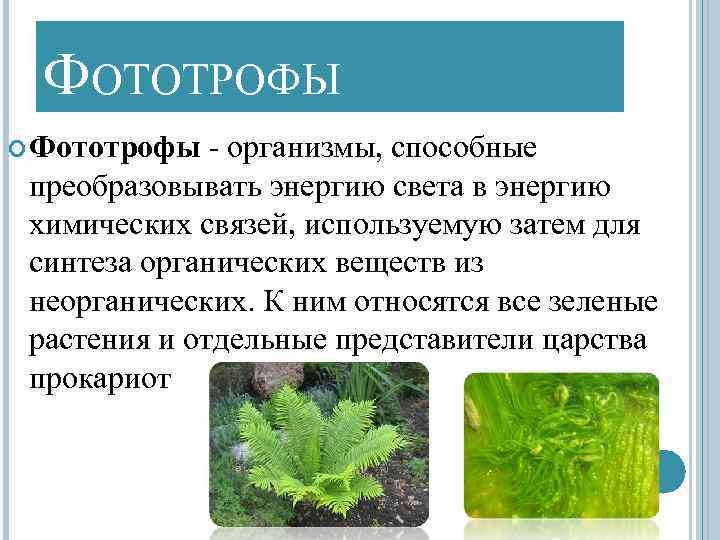 ФОТОТРОФЫ
Фототрофы - организмы, способные
преобразовывать энергию света в энергию
химических связей, используемую затем для
синтеза органических веществ из
неорганических. К ним относятся все зеленые
растения и отдельные представители царства
прокариот